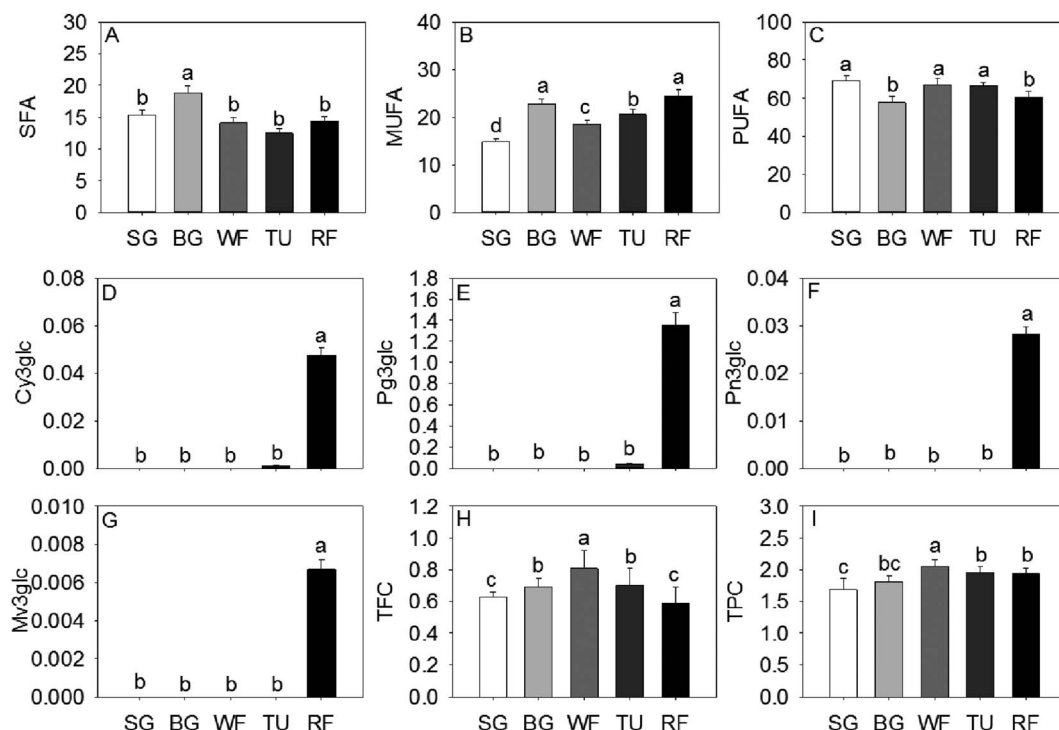 A
SFA
30
25
20
15
10
5
0
b
a
b
b
b
SG BG WF TU RF
B
MUFA
40
30
20
10
0
d
a
c
b
a
SG BG WF TU RF
C
PUFA
100
80
60
40
20
0
a
b
a
a
b
SG BG WF TU RF
D
Cy3glc
0.08
0.06
0.04
0.02
0.00
b
b
b
b
a
E
Pg3glc
1.8
1.6
1.4
1.2
1.0
0.8
0.6
0.4
0.2
0.0
b
b
b
b
a
F
Pn3glc
0.04
0.03
0.02
0.01
0.00
b
b
b
b
a
G
Mv3glc
0.010
0.008
0.006
0.004
0.002
0.000
b
b
b
b
a
SG BG WF TU RF
H
TFC
1.2
1.0
0.8
0.6
0.4
0.2
0.0
c
b
a
b
c
SG BG WF TU RF
I
TPC
3.0
2.5
2.0
1.5
1.0
0.5
0.0
c
bc
a
b
b
SG BG WF TU RF